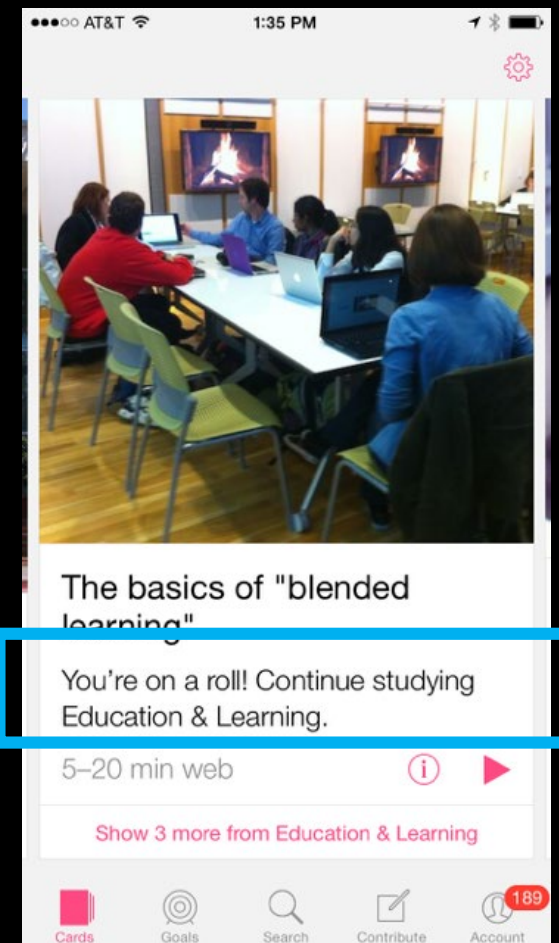 AT&T 1:35 PM
The basics of "blended
learning"
You're on a roll! Continue studying
Education & Learning.
5–20 min web
Show 3 more from Education & Learning
189
Cards Goals Search Contribute Account